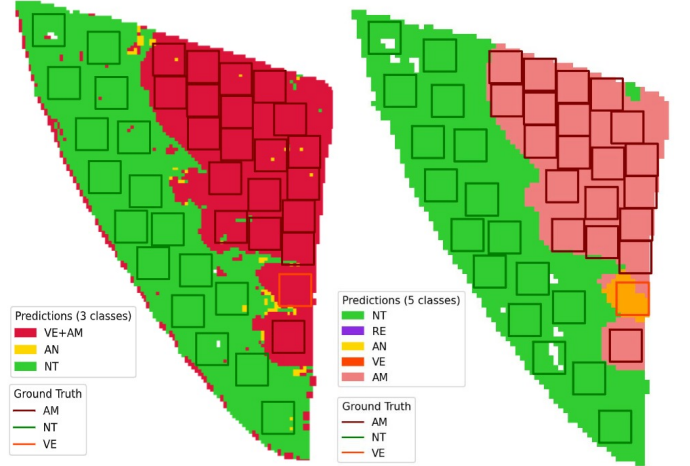 Predictions (3 classes)
VE+AM
AN
NT
Ground Truth
AM
NT
VE
Predictions (5 classes)
NT
RE
AN
VE
AM
Ground Truth
AM
NT
VE